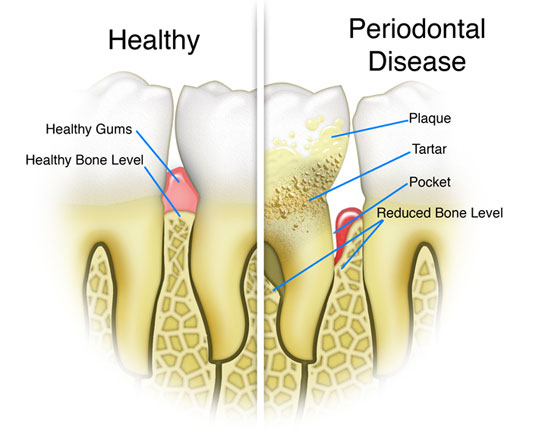 Healthy
Healthy Gums
Healthy Bone Level
Periodontal
Disease
Plaque
Tartar
Pocket
Reduced Bone Level